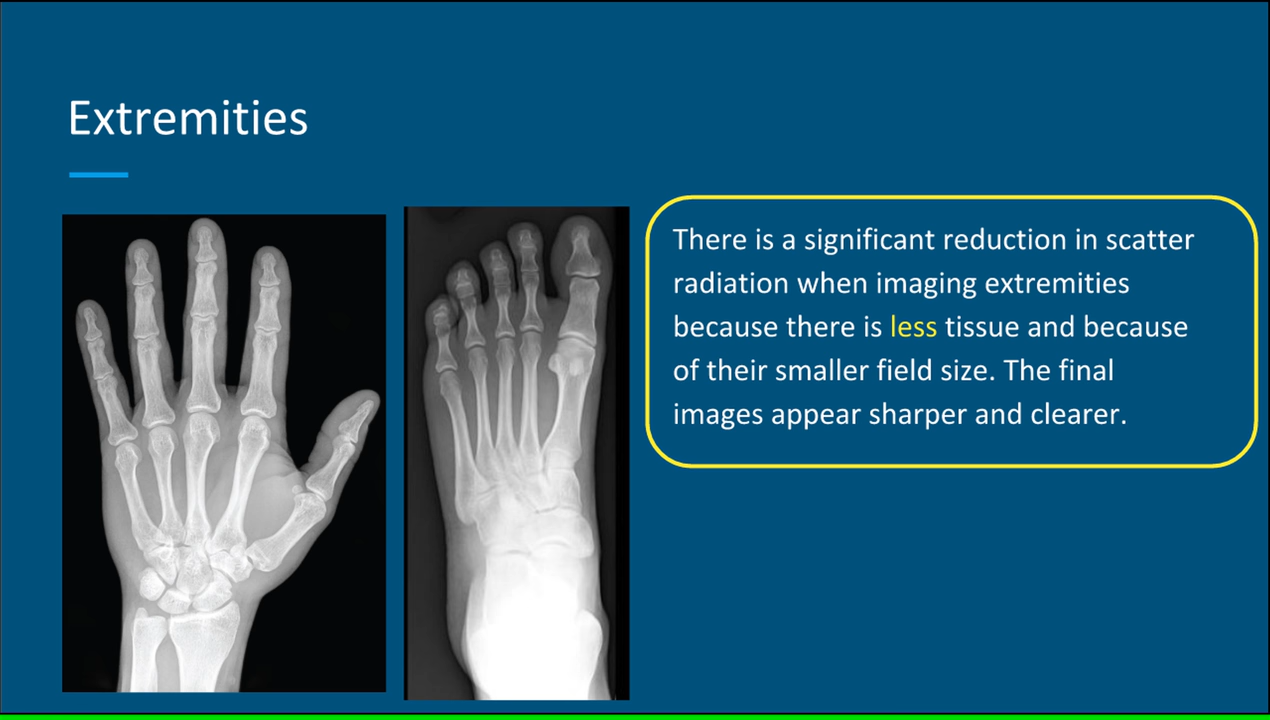 Extremities
There is a significant reduction in scatter
radiation when imaging extremities
because there is less tissue and because
of their smaller field size. The final
images appear sharper and clearer.